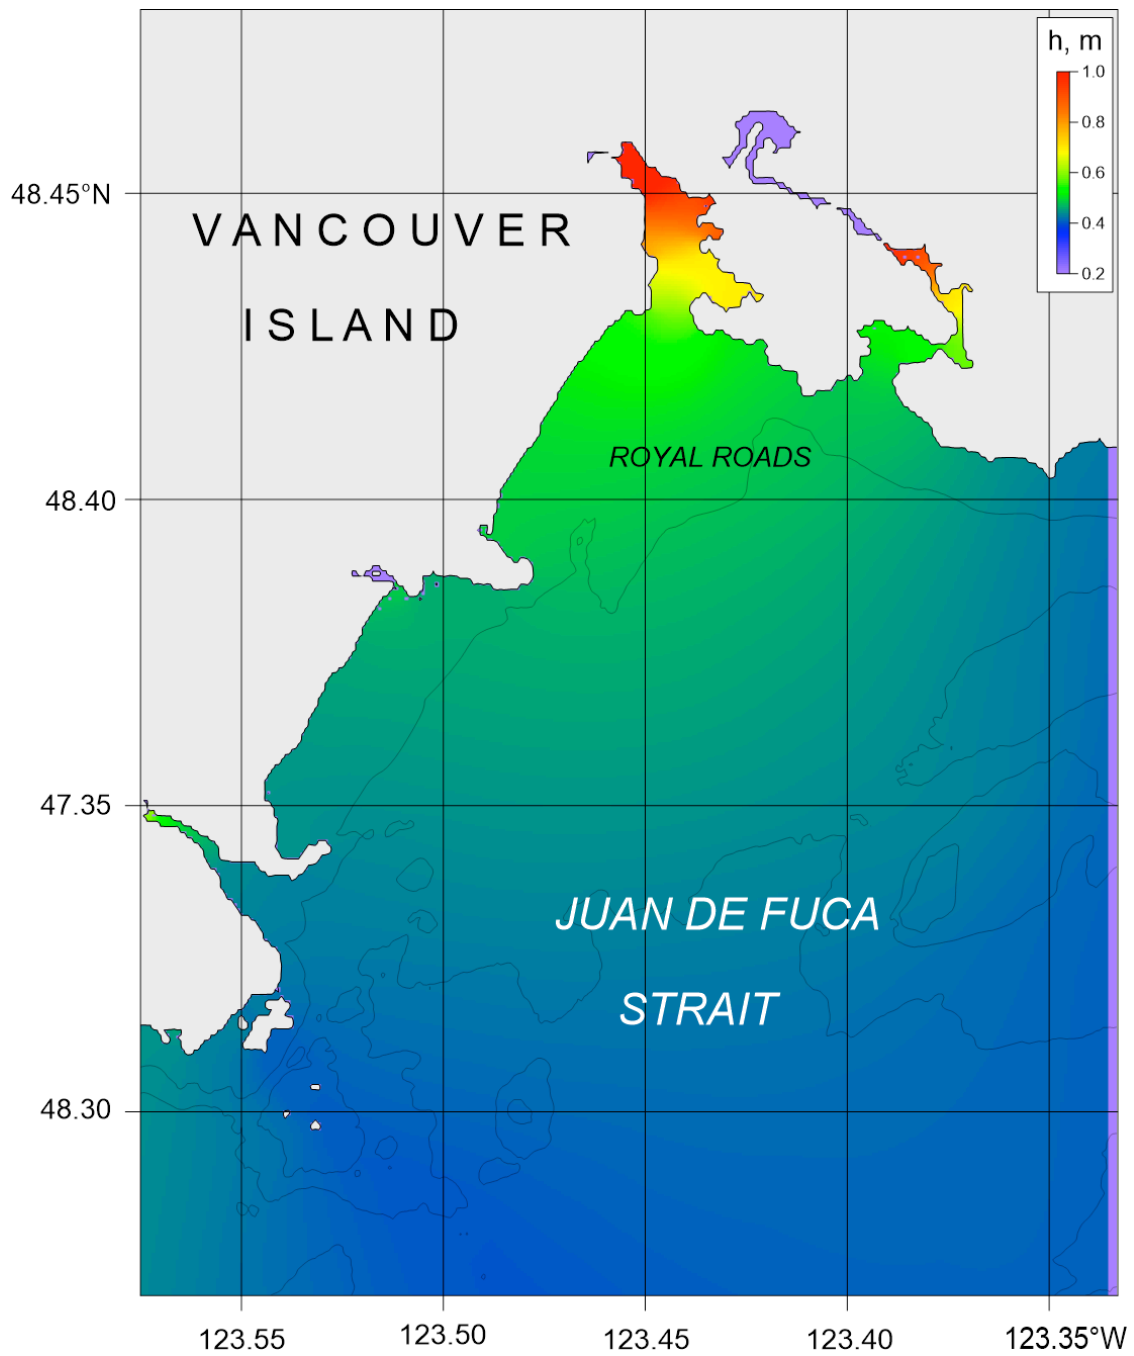 h, m
1.0
0.8
0.6
0.4
0.2
48.45°N
VANCOUVER
ISLAND
ROYAL ROADS
48.40
47.35
JUAN DE FUCA
STRAIT
48.30
123.55
123.50
123.45
123.40
123.35°W